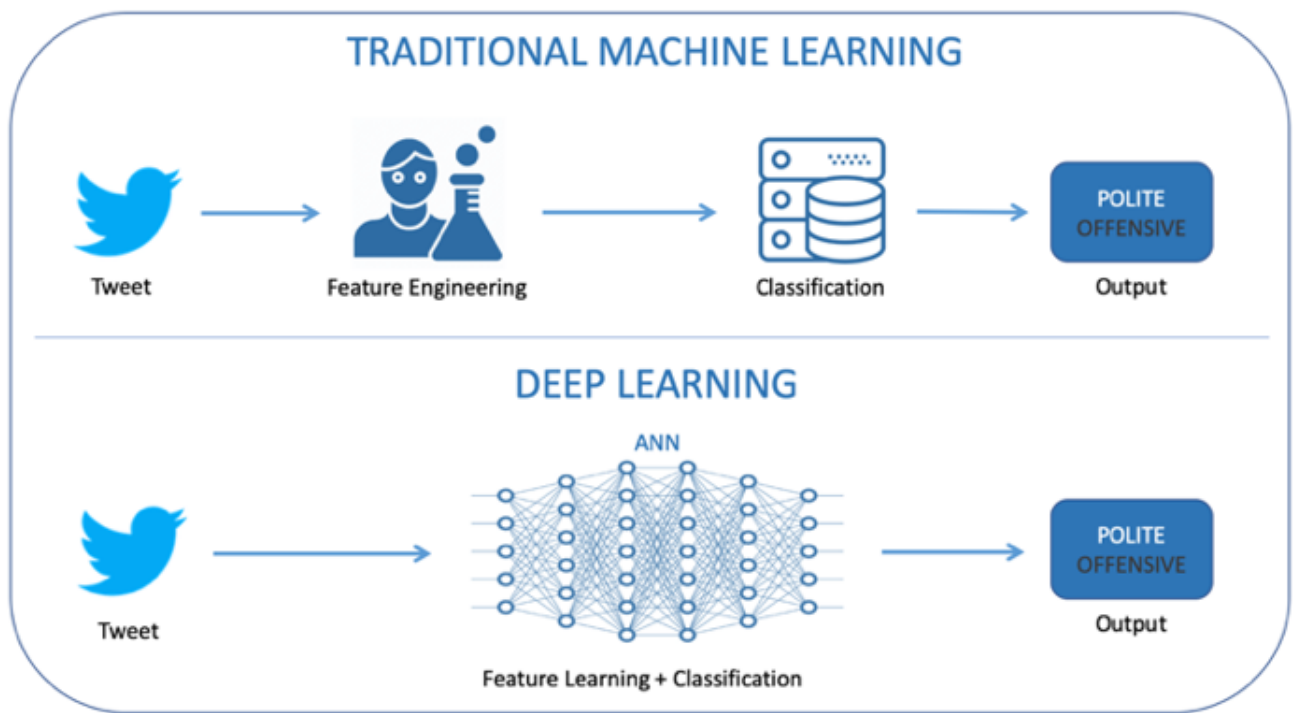 TRADITIONAL MACHINE LEARNING
POLITE
OFFENSIVE
Tweet
Feature Engineering
Classification
Output
DEEP LEARNING
ANN
POLITE
OFFENSIVE
Tweet
Output
Feature Learning + Classification